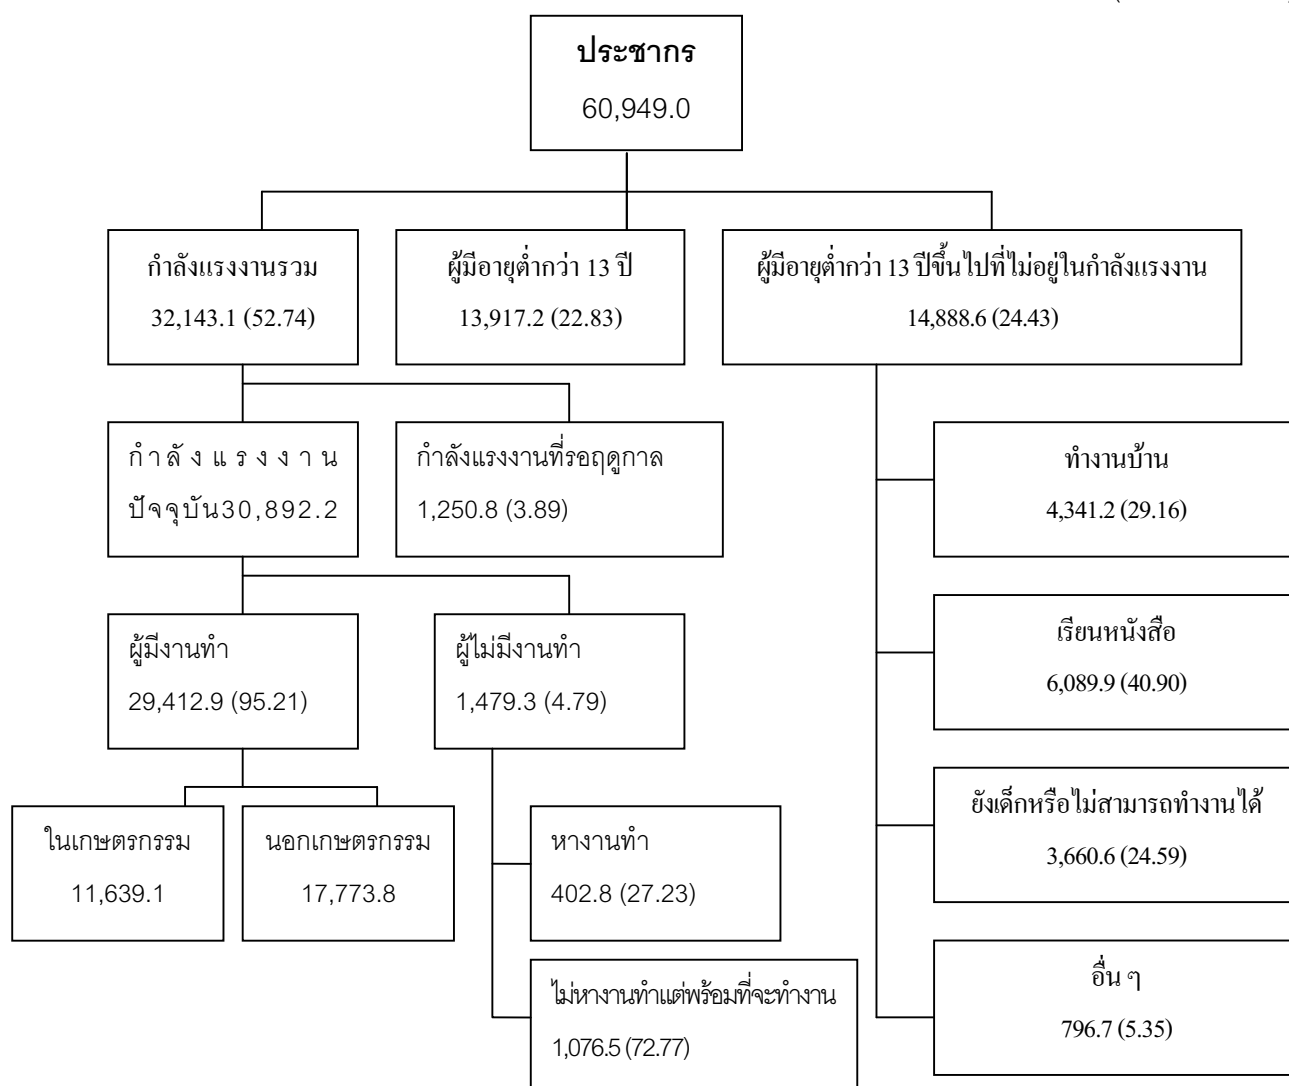 ประชากร
60,949.0
กำลังแรงงานรวม
32,143.1 (52.74)
ผู้มีอายุต่ำกว่า 13 ปี
13,917.2 (22.83)
ผู้มีอายุต่ำกว่า 13 ปีขึ้นไปที่ไม่อยู่ในกำลังแรงงาน
14,888.6 (24.43)
กำลังแรงงาน
ปัจจุบัน30,892.2
กำลังแรงงานที่รอฤดูกาล
1,250.8 (3.89)
ทำงานบ้าน
4,341.2 (29.16)
ผู้มีงานทำ
29,412.9 (95.21)
ผู้ไม่มีงานทำ
1,479.3 (4.79)
เรียนหนังสือ
6,089.9 (40.90)
ในเกษตรกรรม
11,639.1
นอกเกษตรกรรม
17,773.8
หางานทำ
402.8 (27.23)
ยังเด็กหรือไม่สามารถทำงานได้
3,660.6 (24.59)
ไม่หางานทำแต่พร้อมที่จะทำงาน
1,076.5 (72.77)
อื่น ๆ
796.7 (5.35)